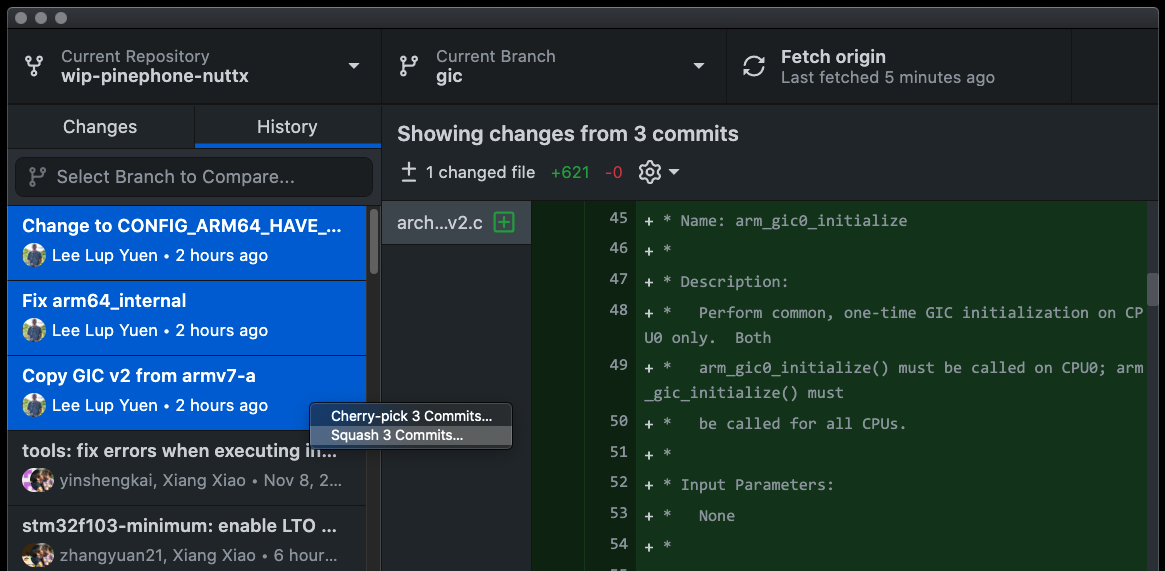 Current Repository
wip-pinephone-nuttx
Current Branch
gic
Fetch origin
Last fetched 5 minutes ago
Changes
History
Select Branch to Compare...
Change to CONFIG_ARM64_HAVE_...
Lee Lup Yuen • 2 hours ago
Fix arm64_internal
Lee Lup Yuen • 2 hours ago
Copy GIC v2 from armv7-a
Lee Lup Yuen • 2 hours ago
Cherry-pick 3 Commits...
Squash 3 Commits...
tools: fix errors when executing in...
yinshengkai, Xiang Xiao • Nov 8, 2...
stm32f103-minimum: enable LTO ...
zhangyuan21, Xiang Xiao • 6 hour...
Showing changes from 3 commits
1 changed file +621 -0
arch...v2.c
45 + * Name: arm_gic0_initialize
46 + *
47 + * Description:
48 + *   Perform common, one-time GIC initialization on CP
U0 only.  Both
49 + *   arm_gic0_initialize() must be called on CPU0; arm
_gic_initialize() must
50 + *   be called for all CPUs.
51 + *
52 + * Input Parameters:
53 + *   None
54 + *